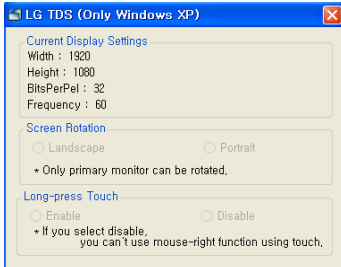 LG TDS (Only Windows XP)
Current Display Settings
Width : 1920
Height : 1080
BitsPerPel : 32
Frequency : 60
Screen Rotation
Landscape Portrait
* Only primary monitor can be rotated,
Long-press Touch
Enable Disable
* If you select disable,
you can't use mouse-right function using touch,